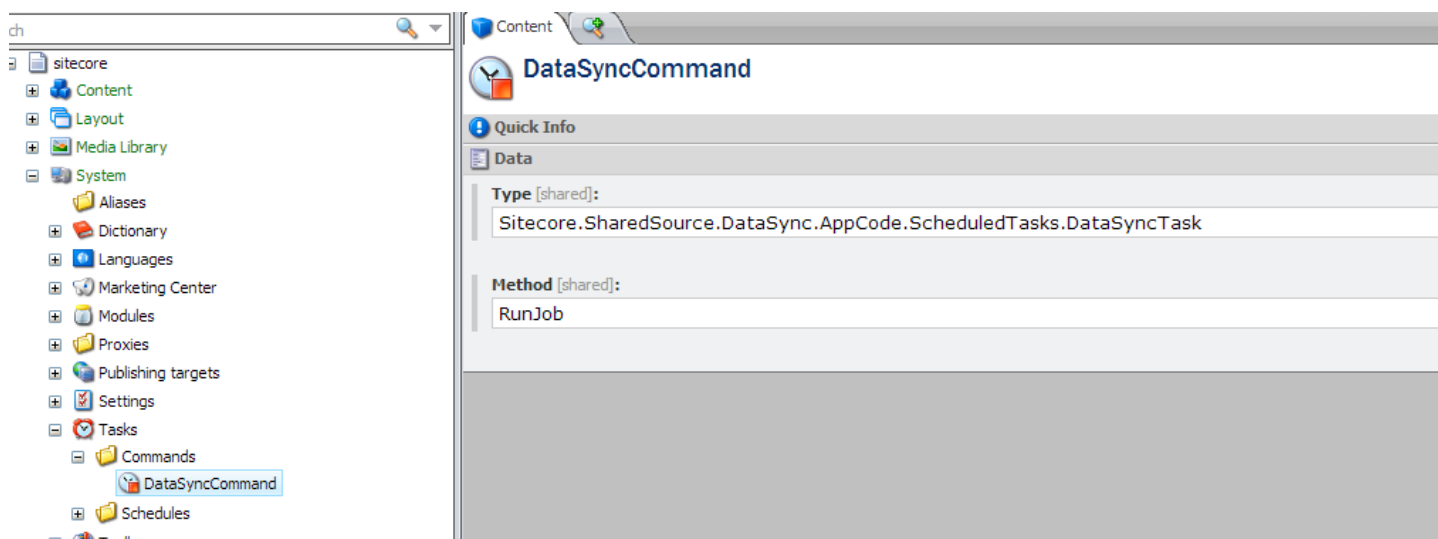 ch
sitecore
Content
Layout
Media Library
System
Aliases
Dictionary
Languages
Marketing Center
Modules
Proxies
Publishing targets
Settings
Tasks
Commands
DataSyncCommand
Schedules
Content
DataSyncCommand
Quick Info
Data
Type [shared]:
Sitecore.SharedSource.DataSync.AppCode.ScheduledTasks.DataSyncTask
Method [shared]:
RunJob